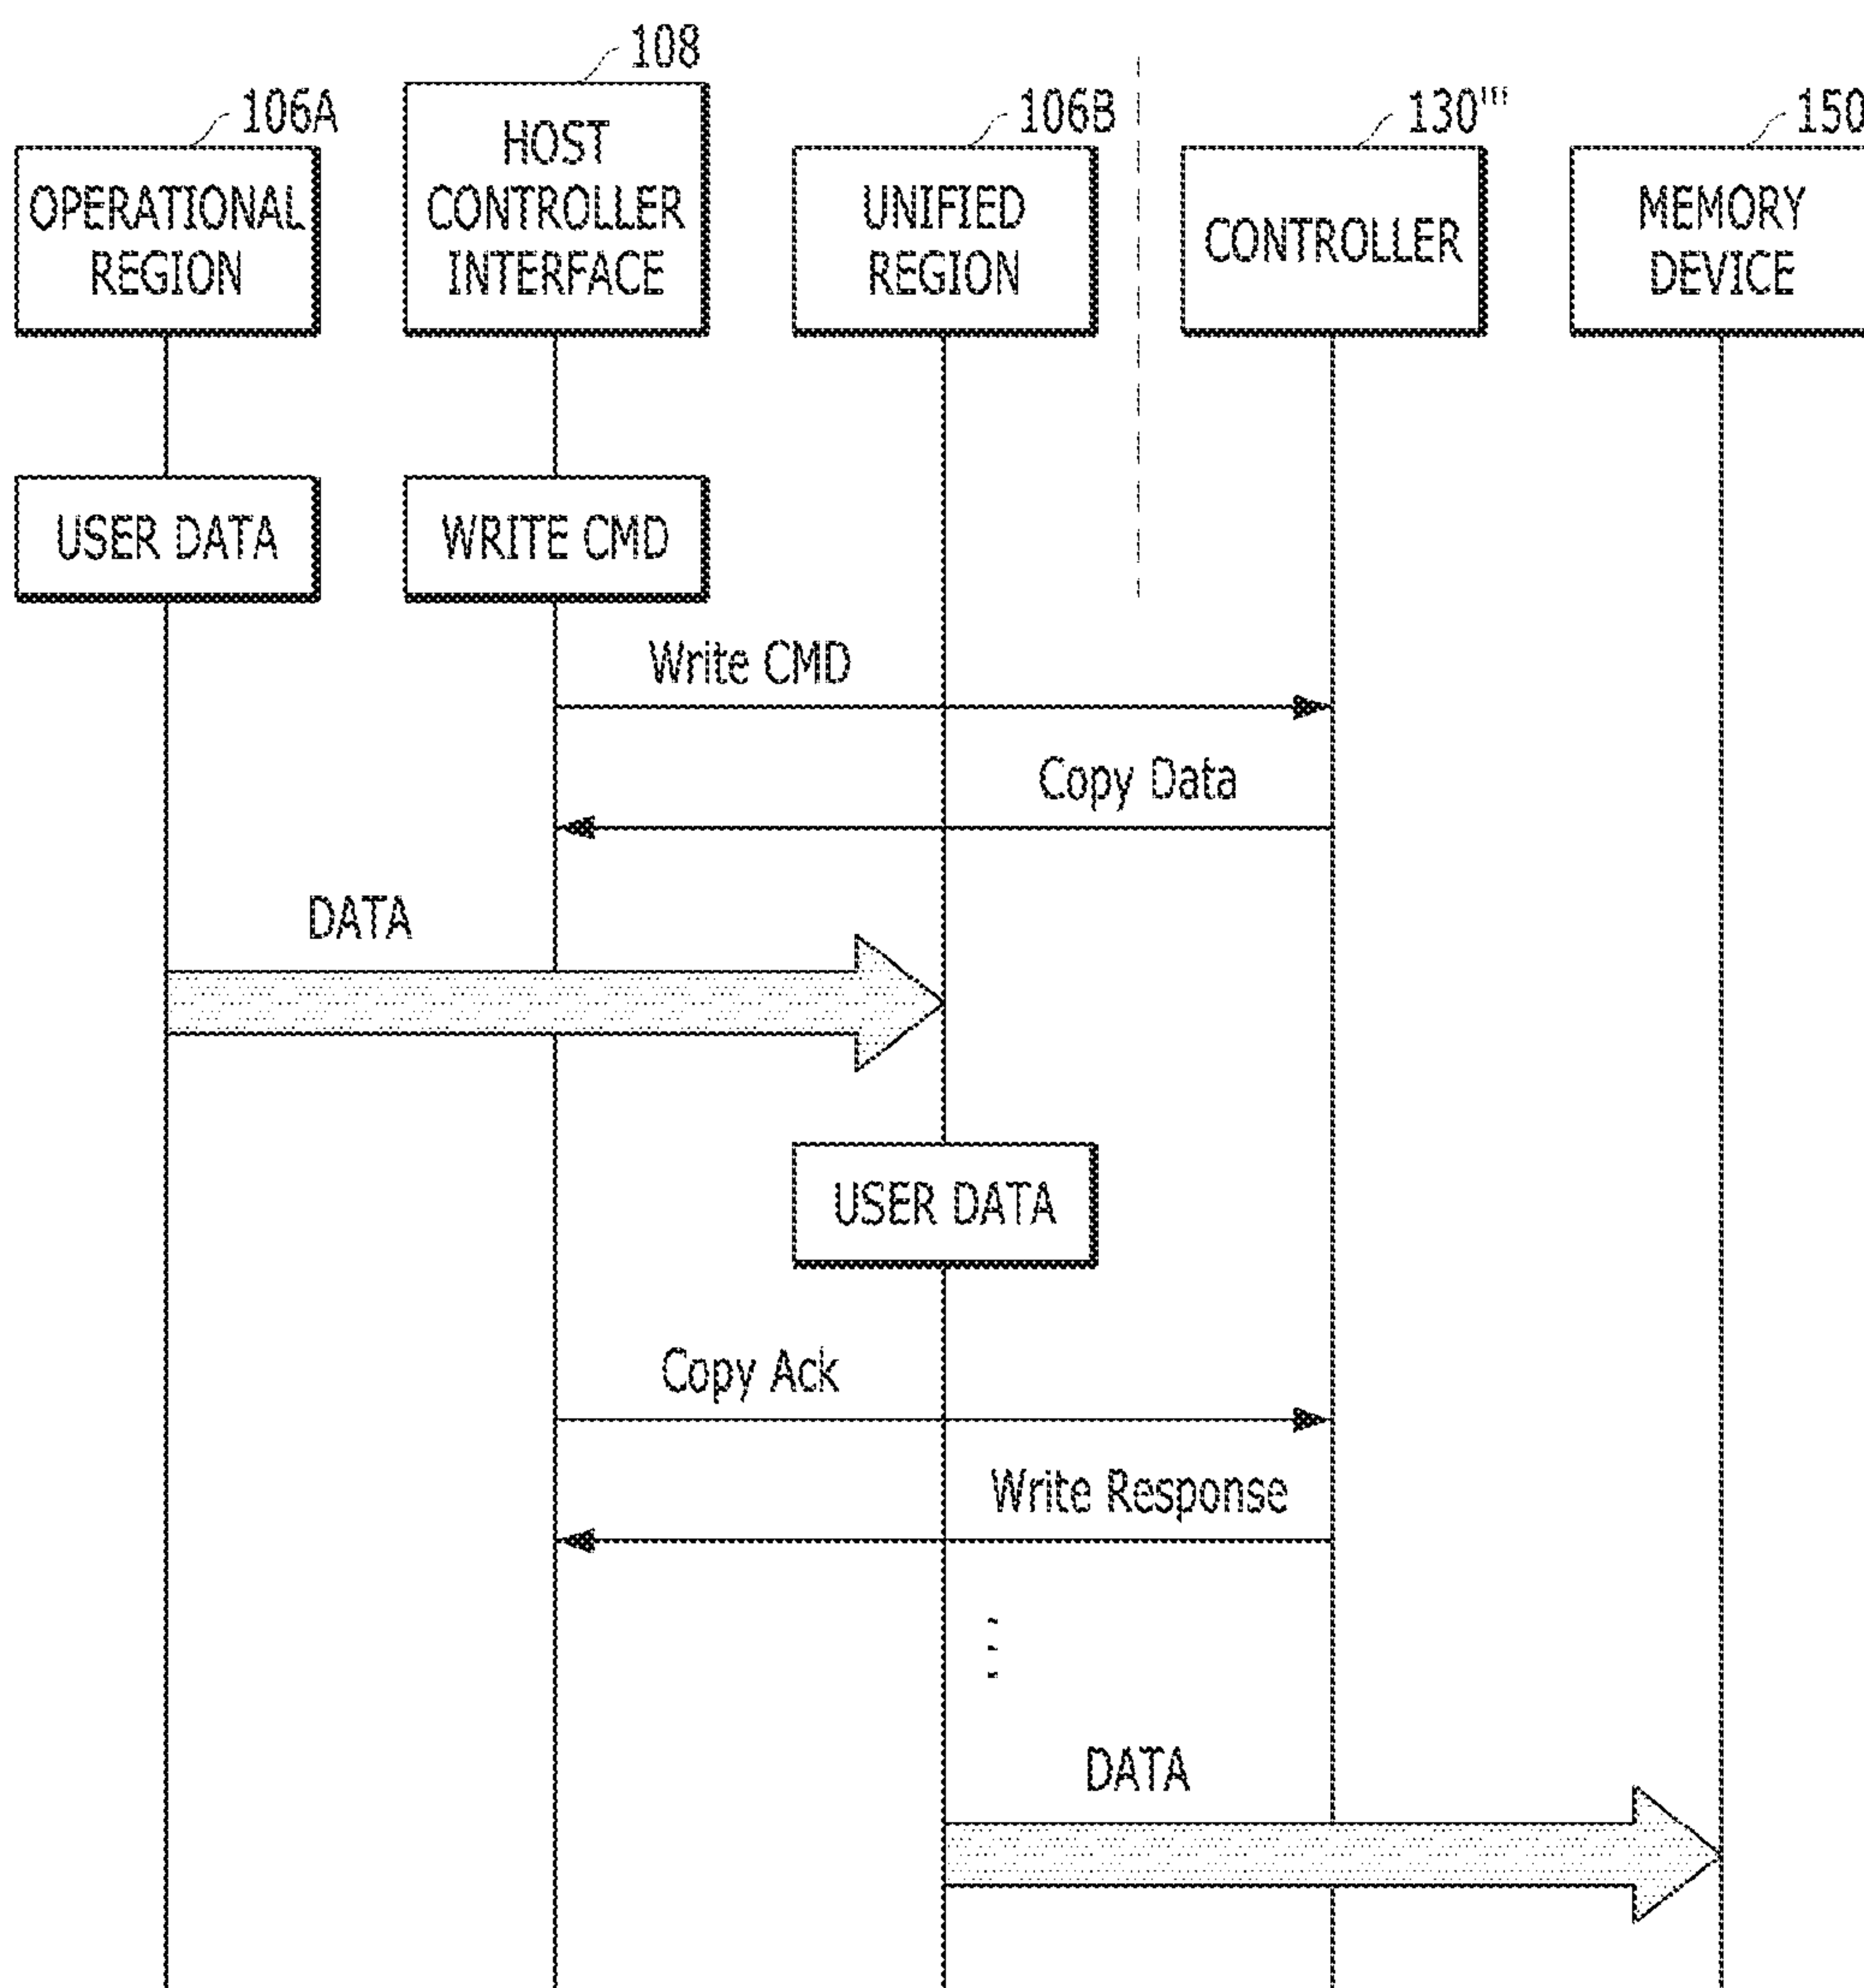 108
106A
106B
130'''
150
OPERATIONAL
REGION
HOST
CONTROLLER
INTERFACE
UNIFIED
REGION
CONTROLLER
MEMORY
DEVICE
USER DATA
WRITE CMD
Write CMD
Copy Data
DATA
USER DATA
Copy Ack
Write Response
DATA